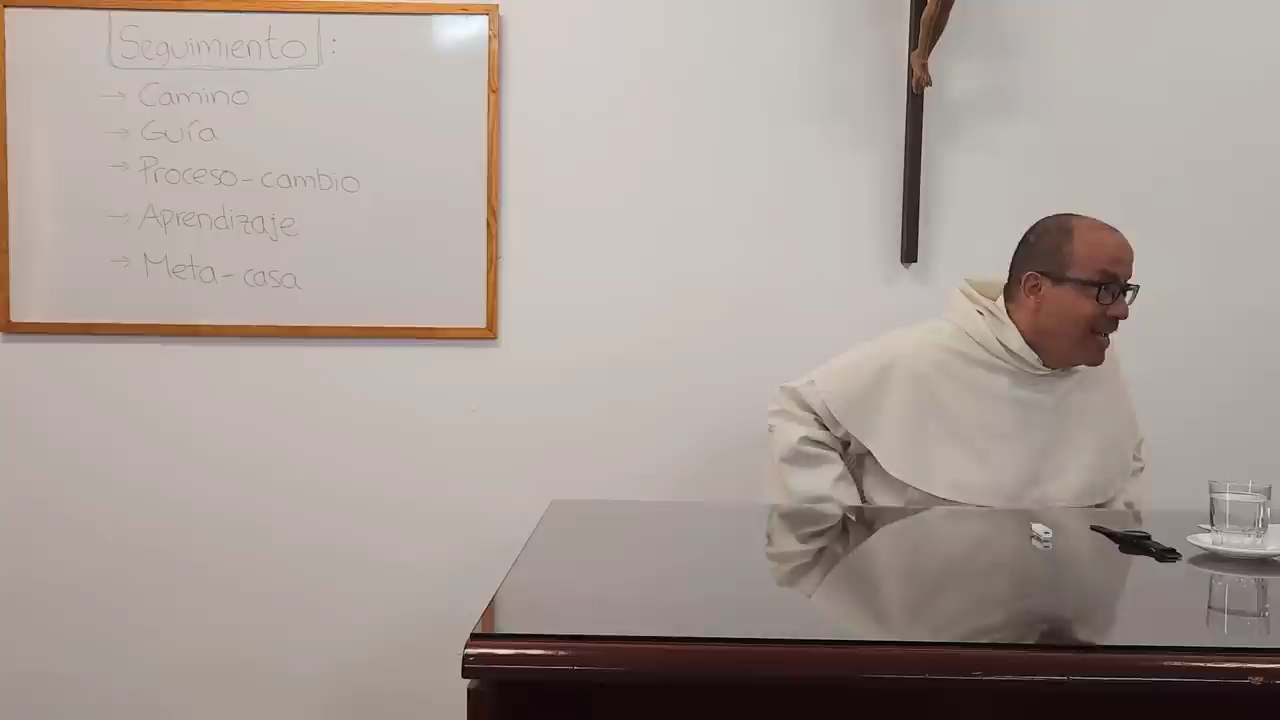 Seguimiento :
→ Camino
→ Guía
→ Proceso-cambio
→ Aprendizaje
→ Meta-casa